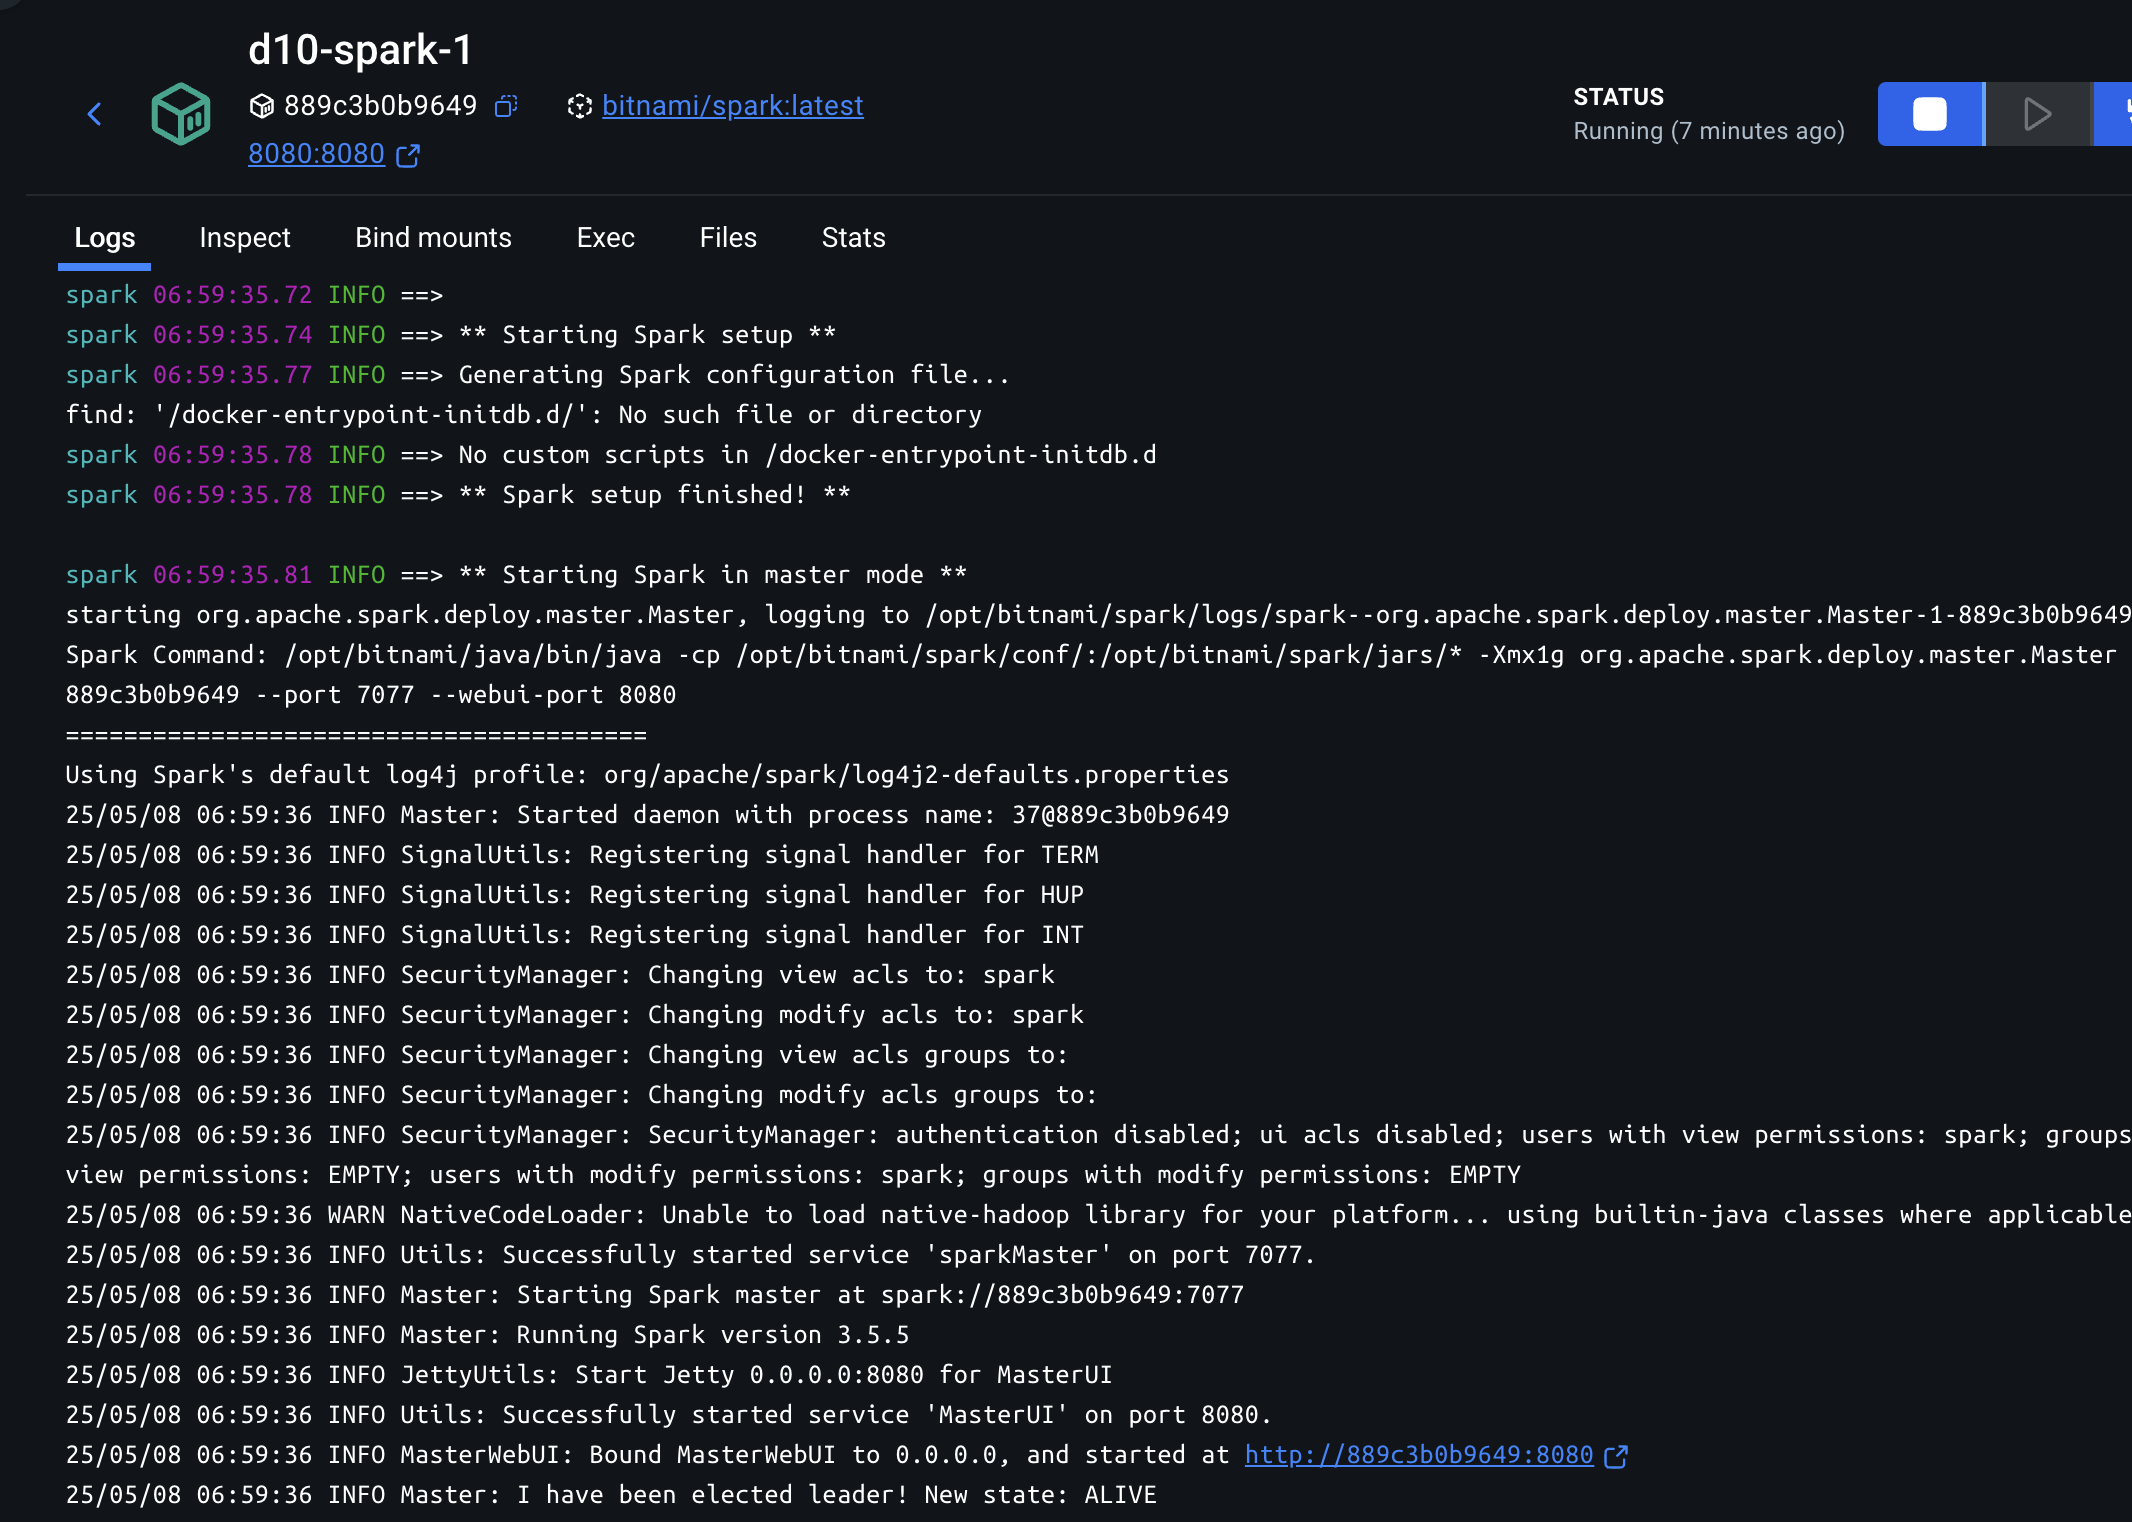 d10-spark-1
889c3b0b9649 bitnami/spark:latest
8080:8080
STATUS
Running (7 minutes ago)
Logs Inspect Bind mounts Exec Files Stats
spark 06:59:35.72 INFO ==>
spark 06:59:35.74 INFO ==> ** Starting Spark setup **
spark 06:59:35.77 INFO ==> Generating Spark configuration file...
find: '/docker-entrypoint-initdb.d/': No such file or directory
spark 06:59:35.78 INFO ==> No custom scripts in /docker-entrypoint-initdb.d
spark 06:59:35.78 INFO ==> ** Spark setup finished! **
spark 06:59:35.81 INFO ==> ** Starting Spark in master mode **
starting org.apache.spark.deploy.master.Master, logging to /opt/bitnami/spark/logs/spark--org.apache.spark.deploy.master.Master-1-889c3b0b9649
Spark Command: /opt/bitnami/java/bin/java -cp /opt/bitnami/spark/conf/:/opt/bitnami/spark/jars/* -Xmx1g org.apache.spark.deploy.master.Master
889c3b0b9649 --port 7077 --webui-port 8080
========================================
Using Spark's default log4j profile: org/apache/spark/log4j2-defaults.properties
25/05/08 06:59:36 INFO Master: Started daemon with process name: 37@889c3b0b9649
25/05/08 06:59:36 INFO SignalUtils: Registering signal handler for TERM
25/05/08 06:59:36 INFO SignalUtils: Registering signal handler for HUP
25/05/08 06:59:36 INFO SignalUtils: Registering signal handler for INT
25/05/08 06:59:36 INFO SecurityManager: Changing view acls to: spark
25/05/08 06:59:36 INFO SecurityManager: Changing modify acls to: spark
25/05/08 06:59:36 INFO SecurityManager: Changing view acls groups to:
25/05/08 06:59:36 INFO SecurityManager: Changing modify acls groups to:
25/05/08 06:59:36 INFO SecurityManager: SecurityManager: authentication disabled; ui acls disabled; users with view permissions: spark; groups
view permissions: EMPTY; users with modify permissions: spark; groups with modify permissions: EMPTY
25/05/08 06:59:36 WARN NativeCodeLoader: Unable to load native-hadoop library for your platform... using builtin-java classes where applicable
25/05/08 06:59:36 INFO Utils: Successfully started service 'sparkMaster' on port 7077.
25/05/08 06:59:36 INFO Master: Starting Spark master at spark://889c3b0b9649:7077
25/05/08 06:59:36 INFO Master: Running Spark version 3.5.5
25/05/08 06:59:36 INFO JettyUtils: Start Jetty 0.0.0.0:8080 for MasterUI
25/05/08 06:59:36 INFO Utils: Successfully started service 'MasterUI' on port 8080.
25/05/08 06:59:36 INFO MasterWebUI: Bound MasterWebUI to 0.0.0.0, and started at http://889c3b0b9649:8080
25/05/08 06:59:36 INFO Master: I have been elected leader! New state: ALIVE